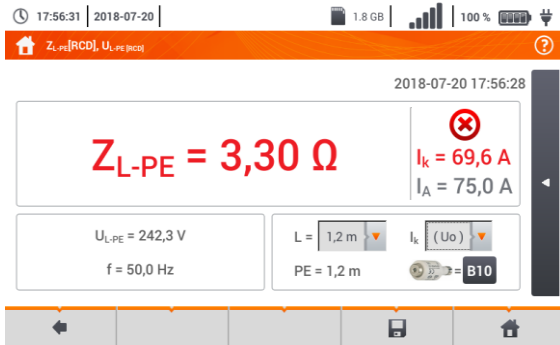 17:56:31 2018-07-20 1.8 GB 100 %
ZL-PE[RCD], UL-PE [RCD] ?
2018-07-20 17:56:28
ZL-PE = 3,30 Ω
Ik = 69,6 A
IA = 75,0 A
UL-PE = 242,3 V
f = 50,0 Hz
L = 1,2 m Ik (Uo)
PE = 1,2 m = B10